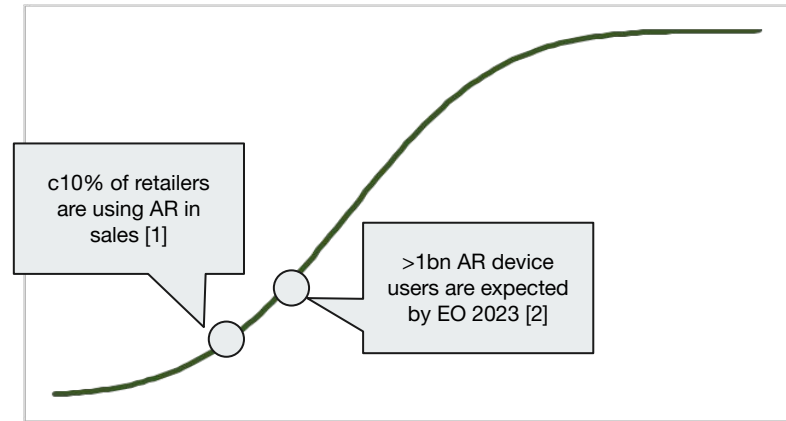 c10% of retailers
are using AR in
sales [1]
>1bn AR device
users are expected
by EO 2023 [2]